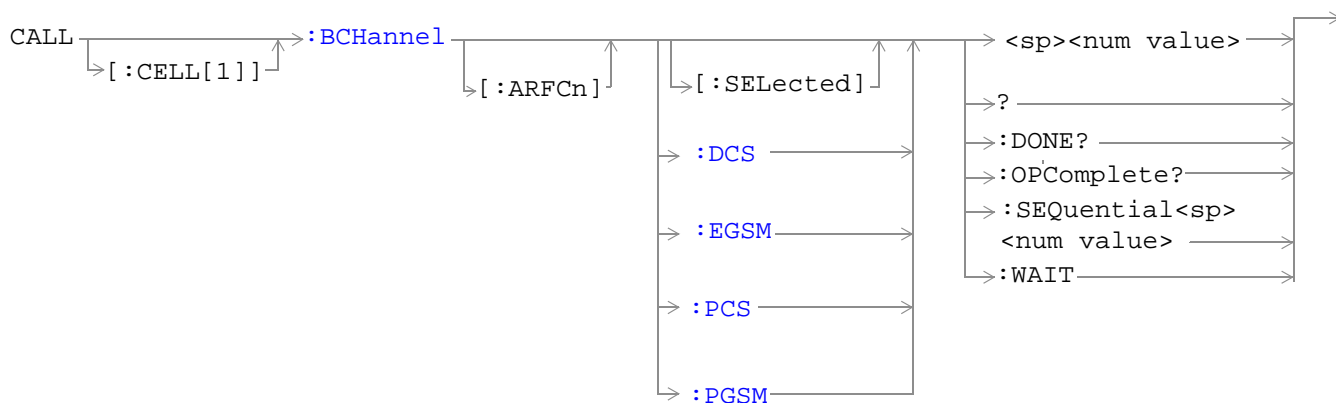 CALL
[:CELL[1]]
:BCHannel
[:ARFCn]
[:SELected]
:DCS
:EGSM
:PCS
:PGSM
<sp><num value>
?
:DONE?
:OPComplete?
:SEQuential<sp>
<num value>
:WAIT